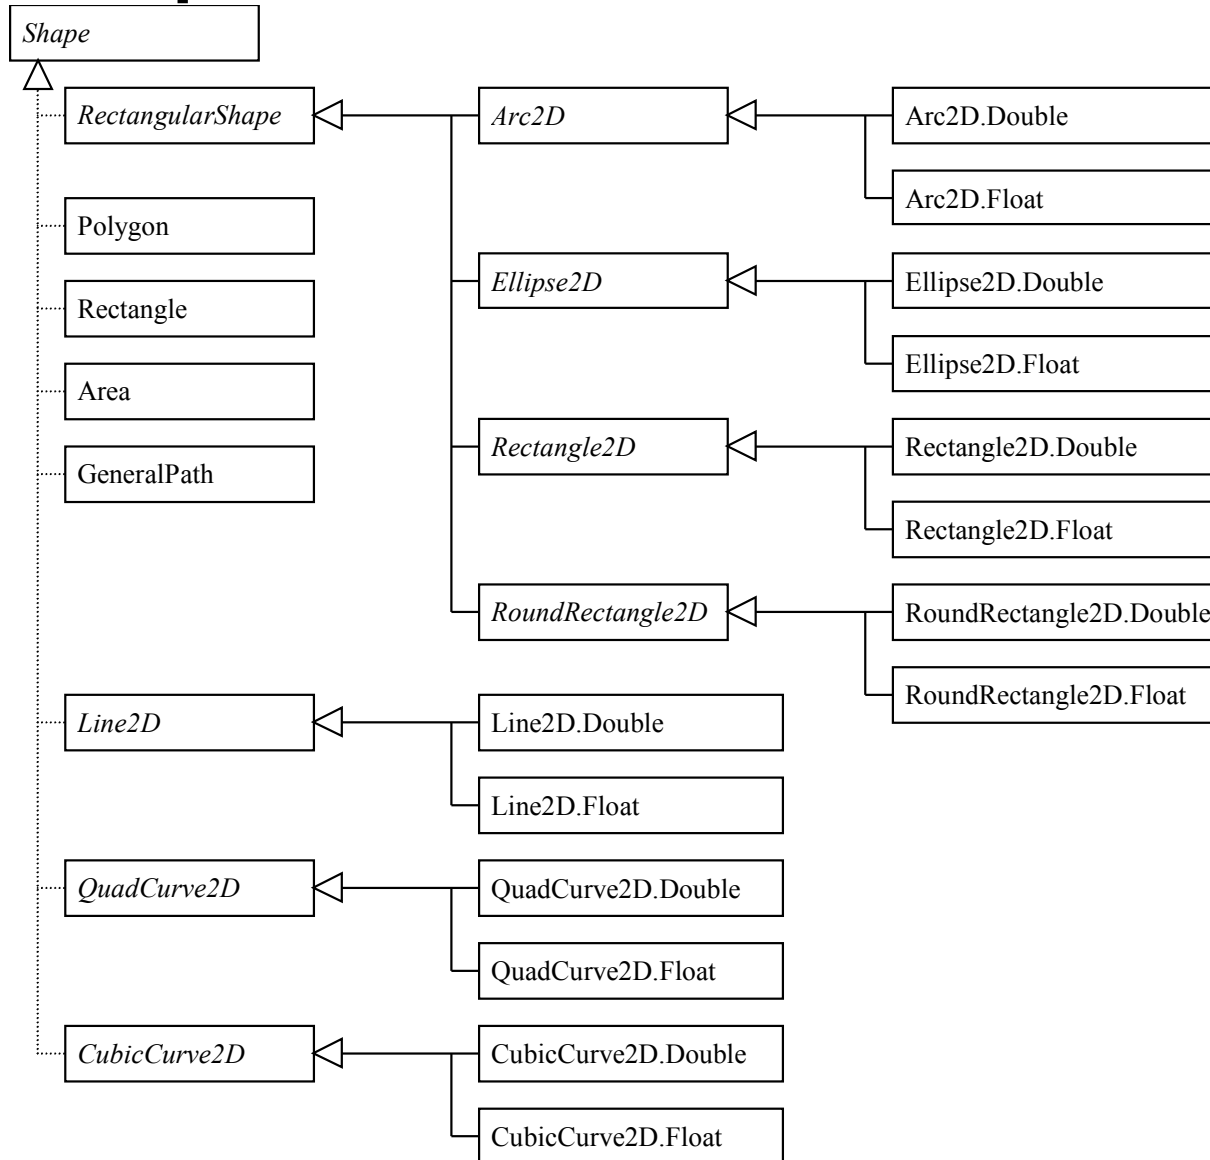 Shape
RectangularShape
Arc2D
Arc2D.Double
Arc2D.Float
Polygon
Ellipse2D
Ellipse2D.Double
Rectangle
Ellipse2D.Float
Area
Rectangle2D
Rectangle2D.Double
GeneralPath
Rectangle2D.Float
RoundRectangle2D
RoundRectangle2D.Double
RoundRectangle2D.Float
Line2D
Line2D.Double
Line2D.Float
QuadCurve2D
QuadCurve2D.Double
QuadCurve2D.Float
CubicCurve2D
CubicCurve2D.Double
CubicCurve2D.Float